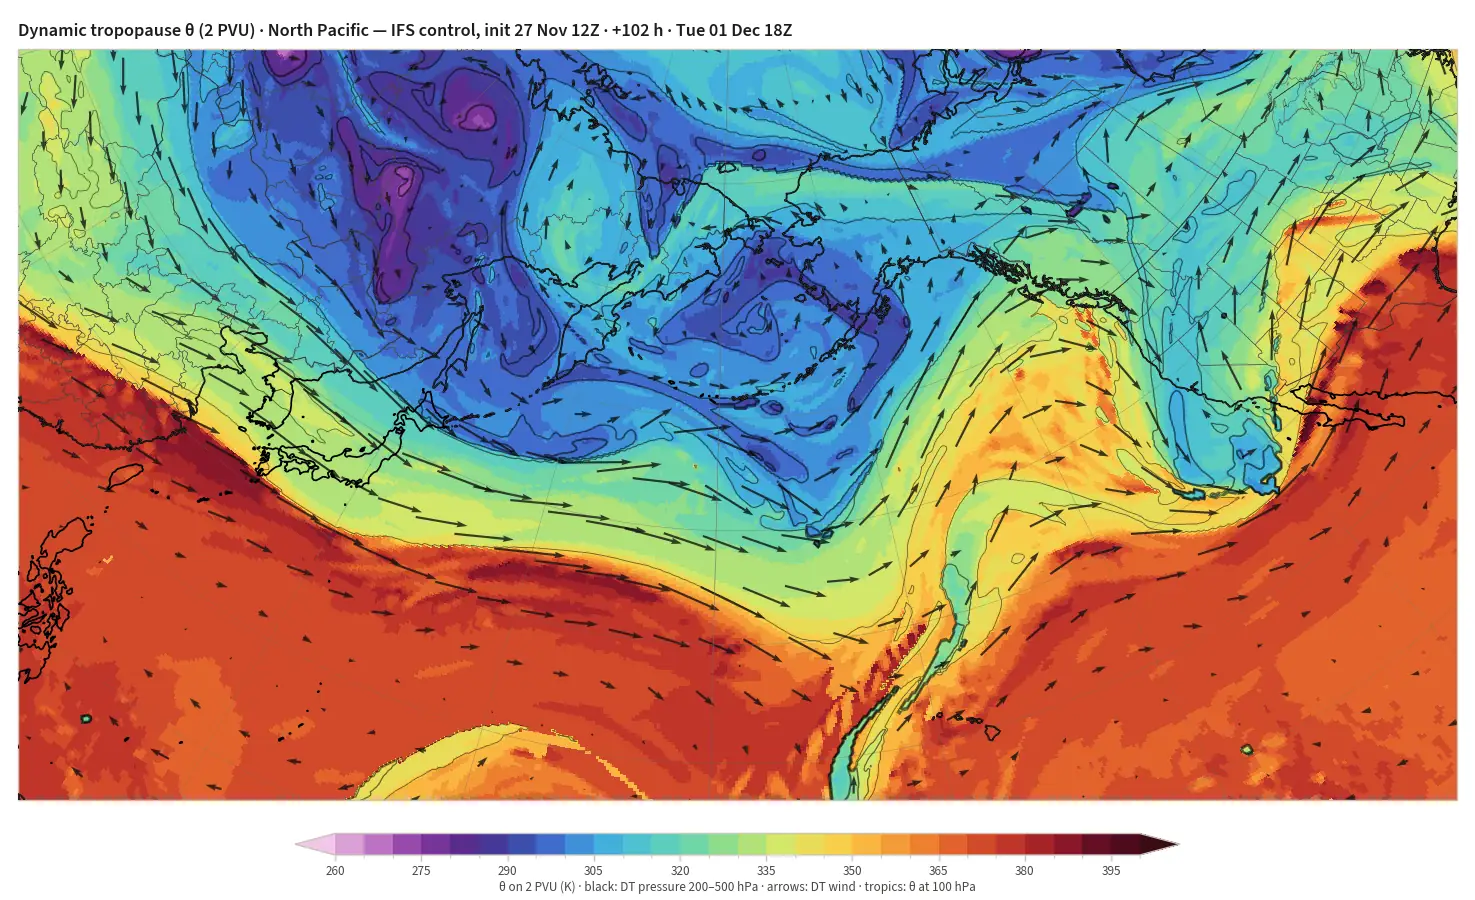 Dynamic tropopause θ (2 PVU) · North Pacific — IFS control, init 27 Nov 12Z · +102 h · Tue 01 Dec 18Z
260 275 290 305 320 335 350 365 380 395
θ on 2 PVU (K) · black: DT pressure 200–500 hPa · arrows: DT wind · tropics: θ at 100 hPa